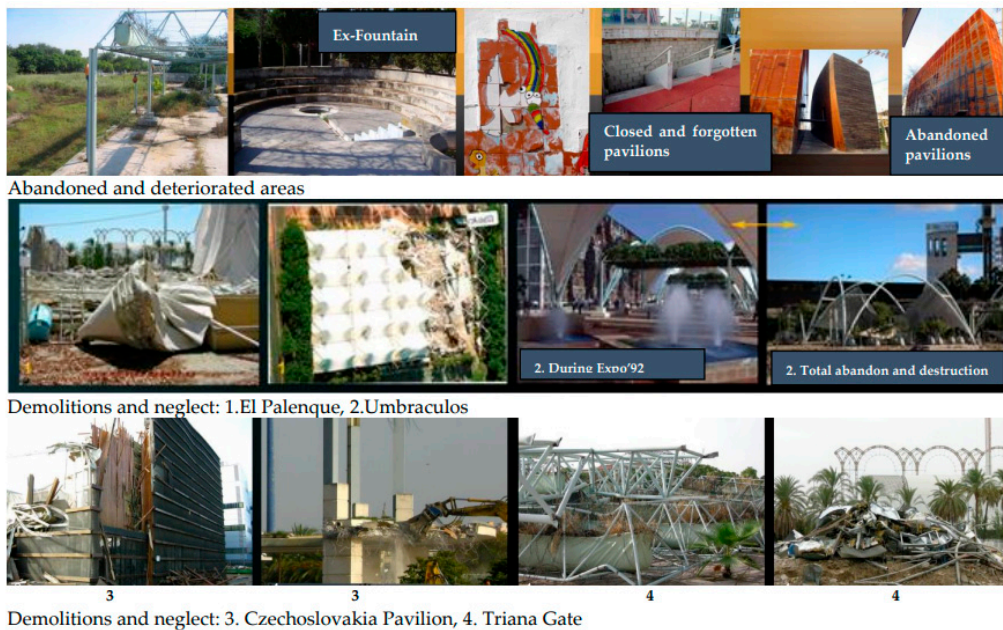 Ex-Fountain
Closed and forgotten
pavilions
Abandoned
pavilions
Abandoned and deteriorated areas
2. During Expo'92
2. Total abandon and destruction
Demolitions and neglect: 1.El Palenque, 2.Umbraculos
3
3
4
4
Demolitions and neglect: 3. Czechoslovakia Pavilion, 4. Triana Gate